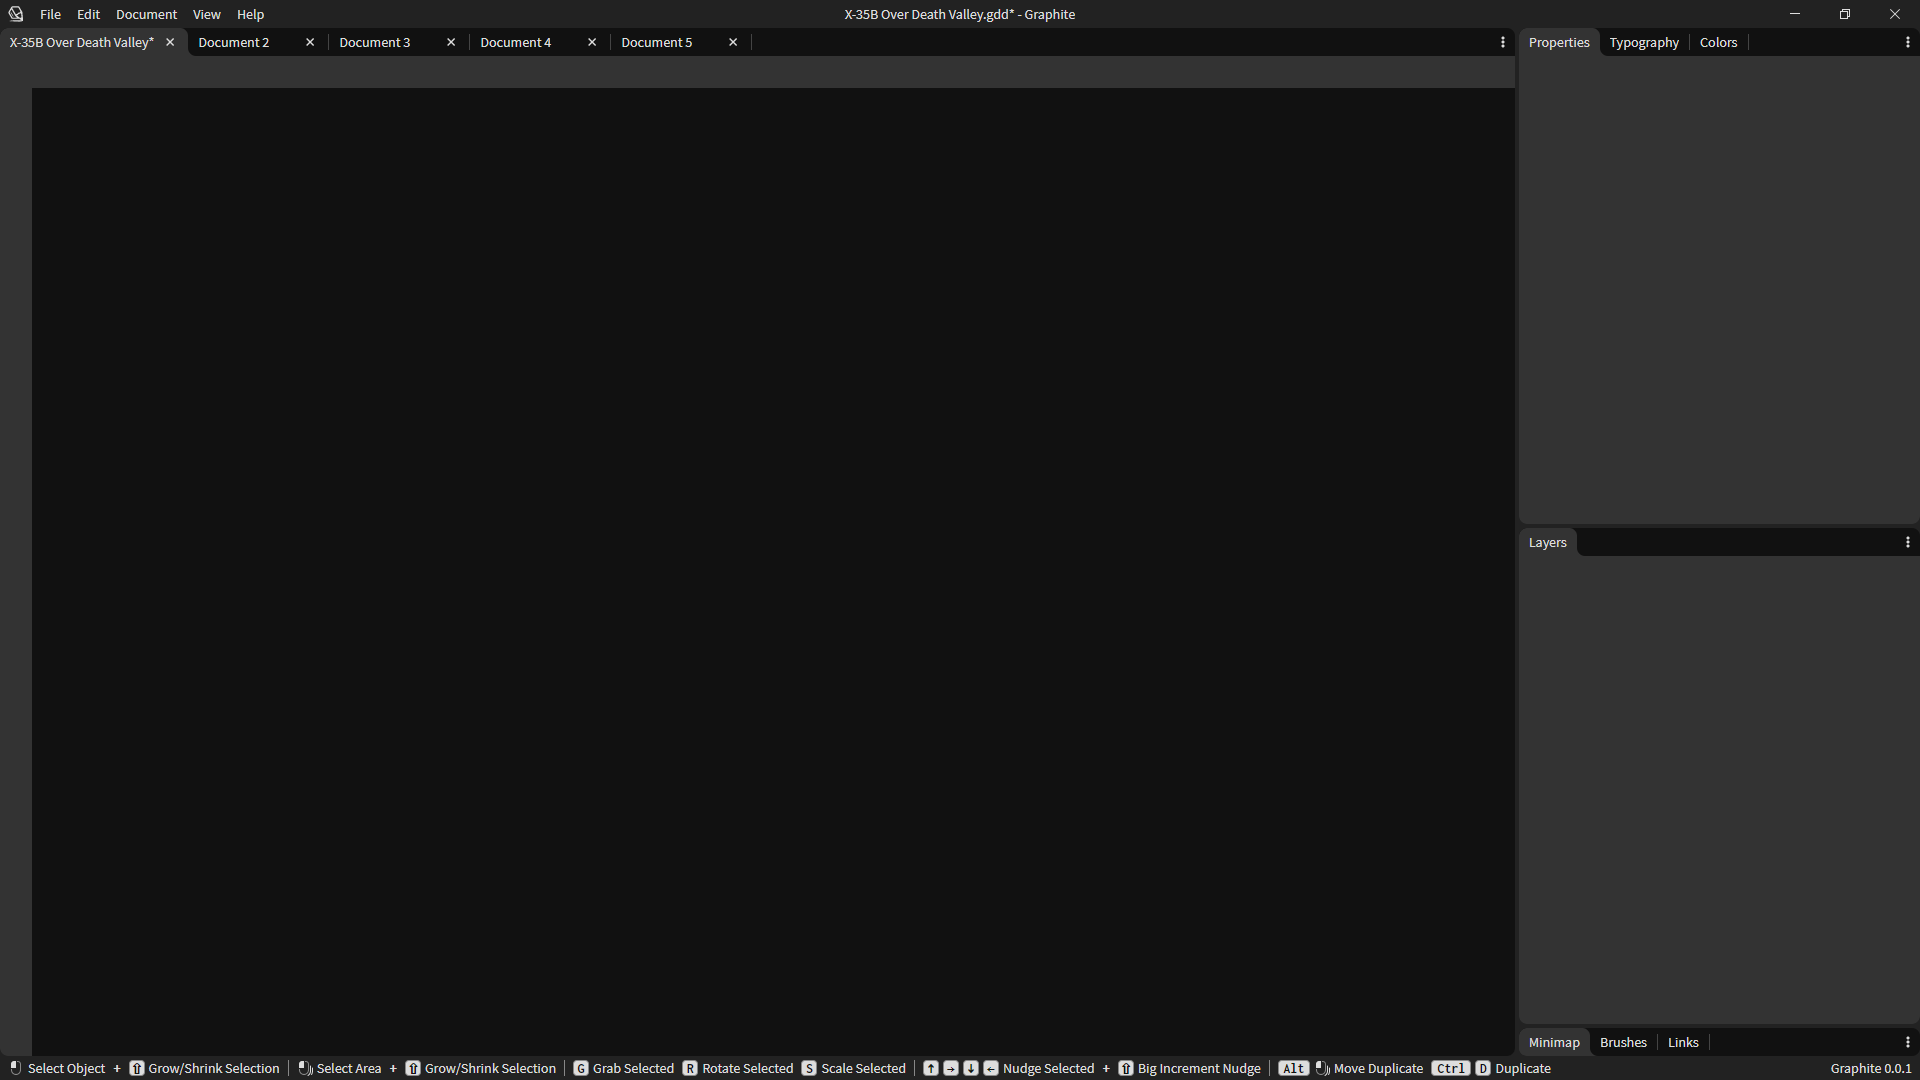 File Edit Document View Help X-35B Over Death Valley.gdd* - Graphite
X-35B Over Death Valley* Document 2 Document 3 Document 4 Document 5
Properties Typography Colors
Layers
Minimap Brushes Links
Select Object + Grow/Shrink Selection Select Area + Grow/Shrink Selection G Grab Selected R Rotate Selected S Scale Selected ↑ → ↓ ← Nudge Selected + Big Increment Nudge Alt Move Duplicate Ctrl D Duplicate Graphite 0.0.1